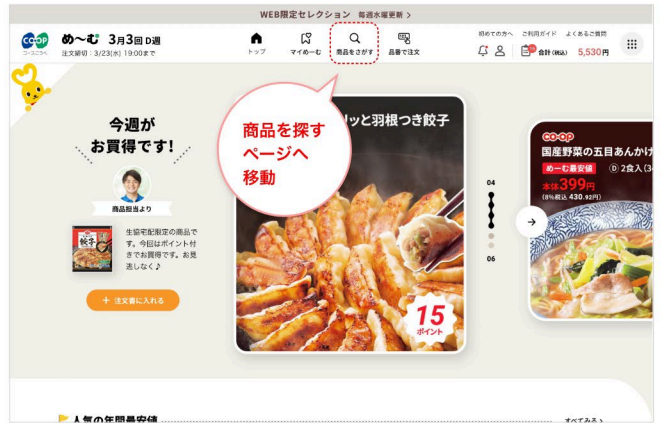 WEB限定セレクション 毎週水曜更新 >
co・op
コープこうべ
め～む 3月3回 D週
注文締切：3/23(水) 19:00まで
トップ
マイめーむ
商品をさがす
品番で注文
初めての方へ ご利用ガイド よくあるご質問
合計(税込) 5,530円
今週が
お買得です!
商品担当より
餃子
生協宅配限定の商品で
す。今回はポイント付
きでお買得です。お見
逃しなく♪
+ 注文書に入れる
商品を探す
ページへ
移動
リッと羽根つき餃子
15
ポイント
04
06
co・op
国産野菜の五目あんかけ
めーむ最安値 D 2食入(3
本体399円
(8%税込 430.92円)
人気の年間最安値
すべてみる >